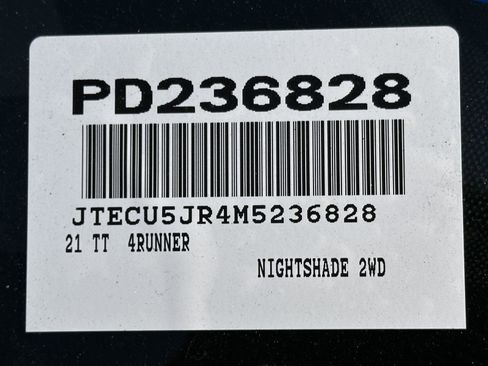 PD236828
JTECU5JR4M5236828
21 TT 4RUNNER
NIGHTSHADE 2WD